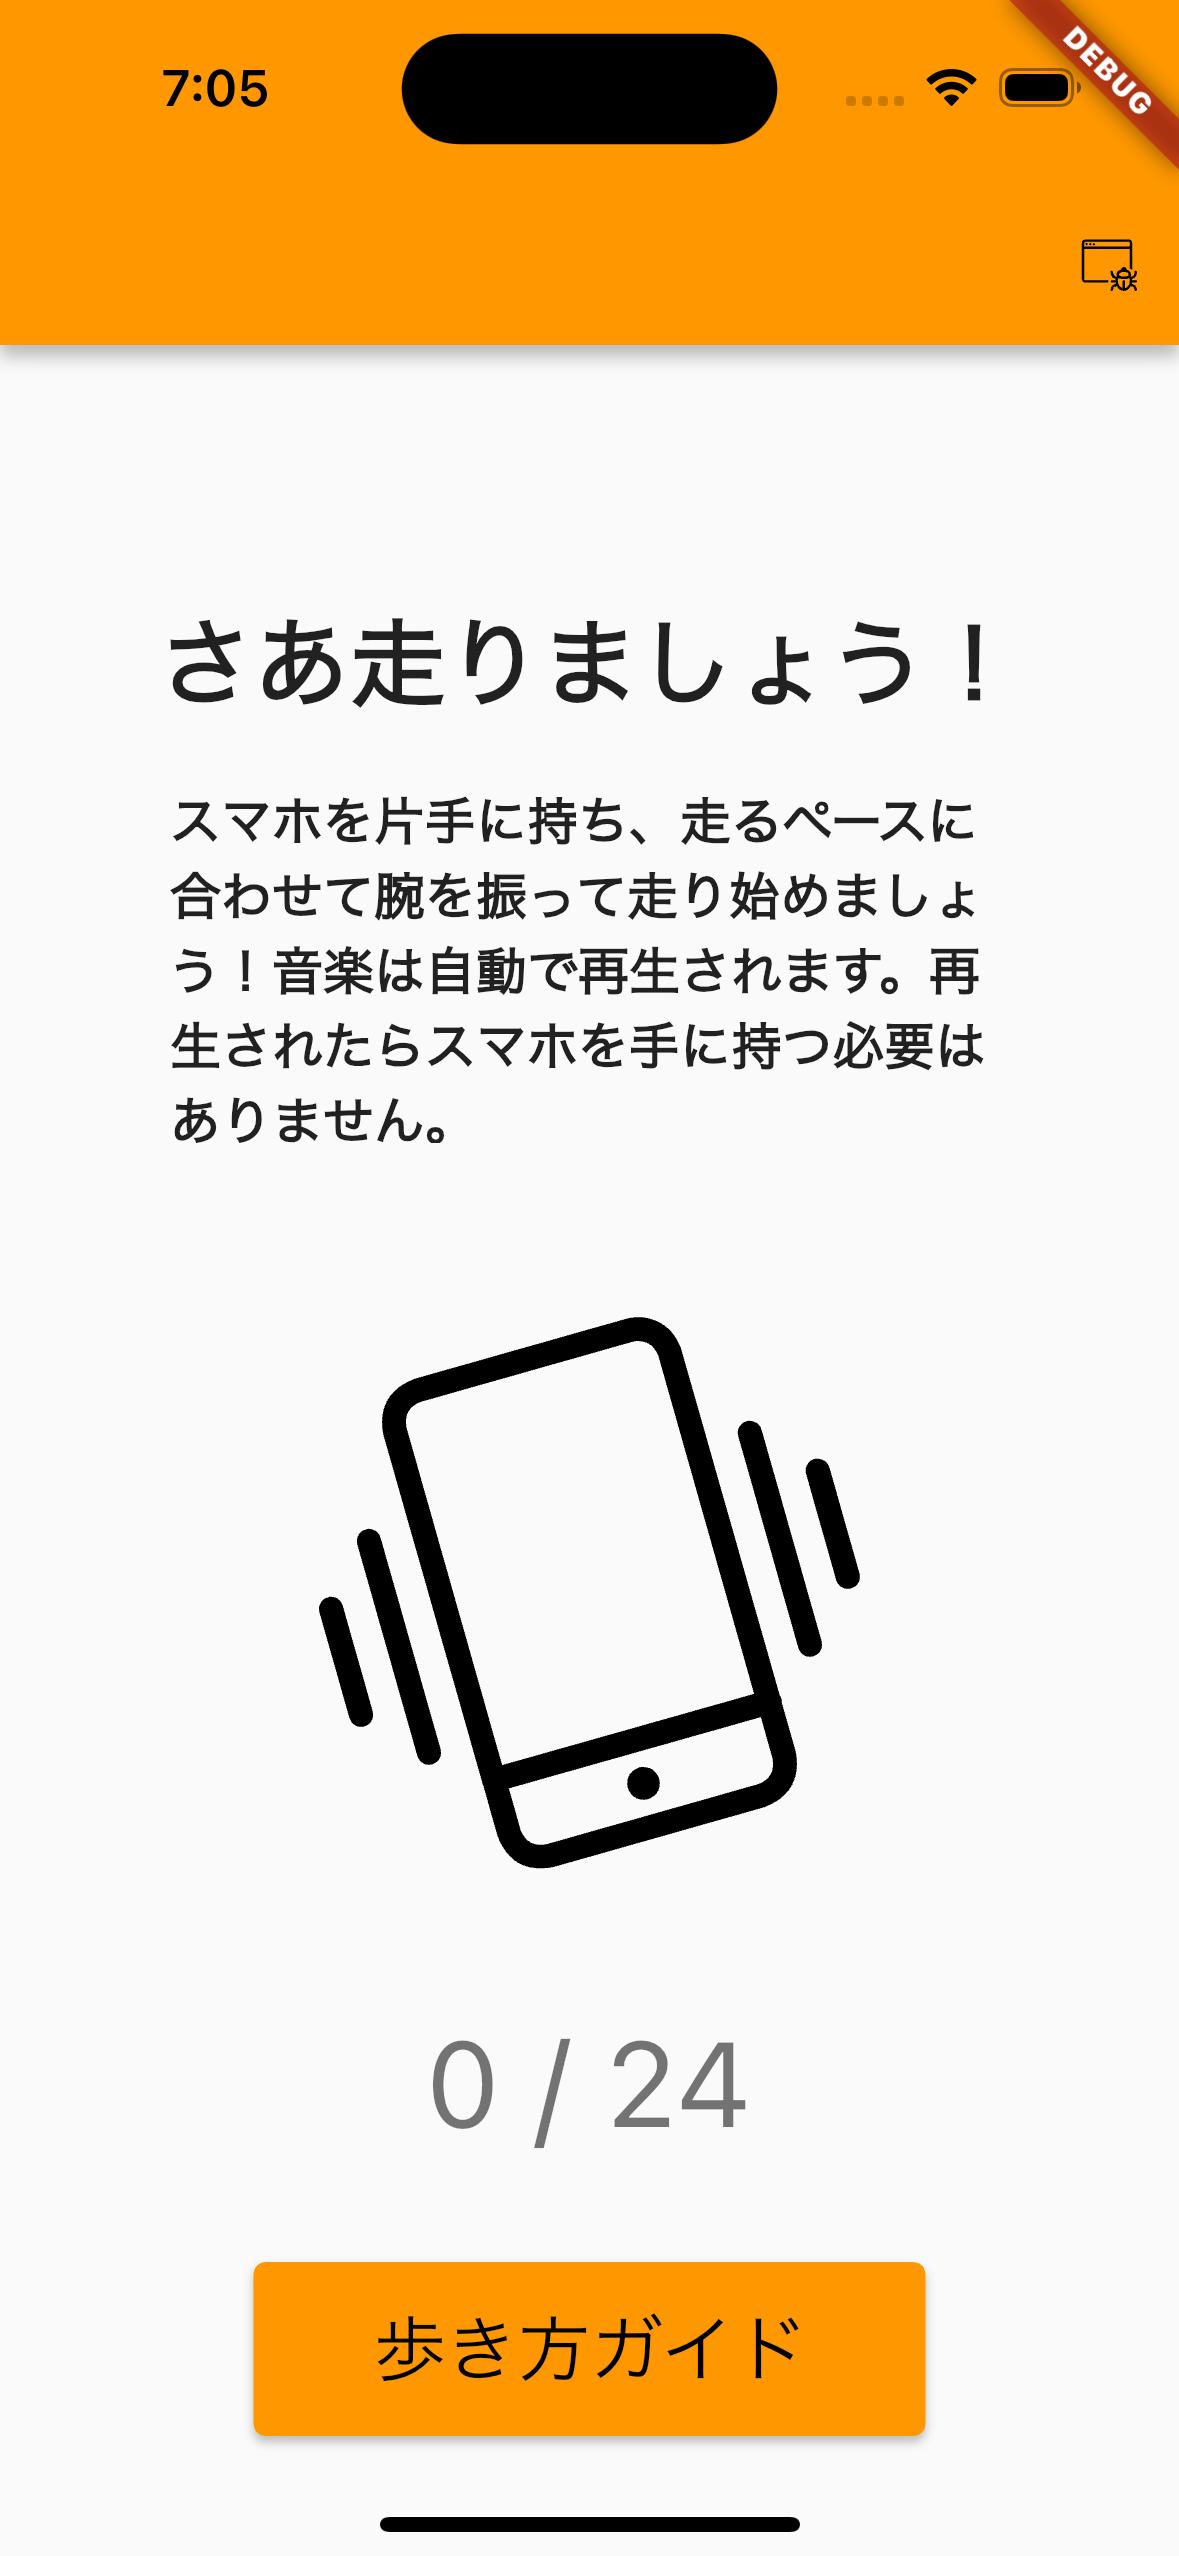 7:05
DEBUG
さあ走りましょう！
スマホを片手に持ち、走るペースに
合わせて腕を振って走り始めましょ
う！音楽は自動で再生されます。再
生されたらスマホを手に持つ必要は
ありません。
0 / 24
歩き方ガイド